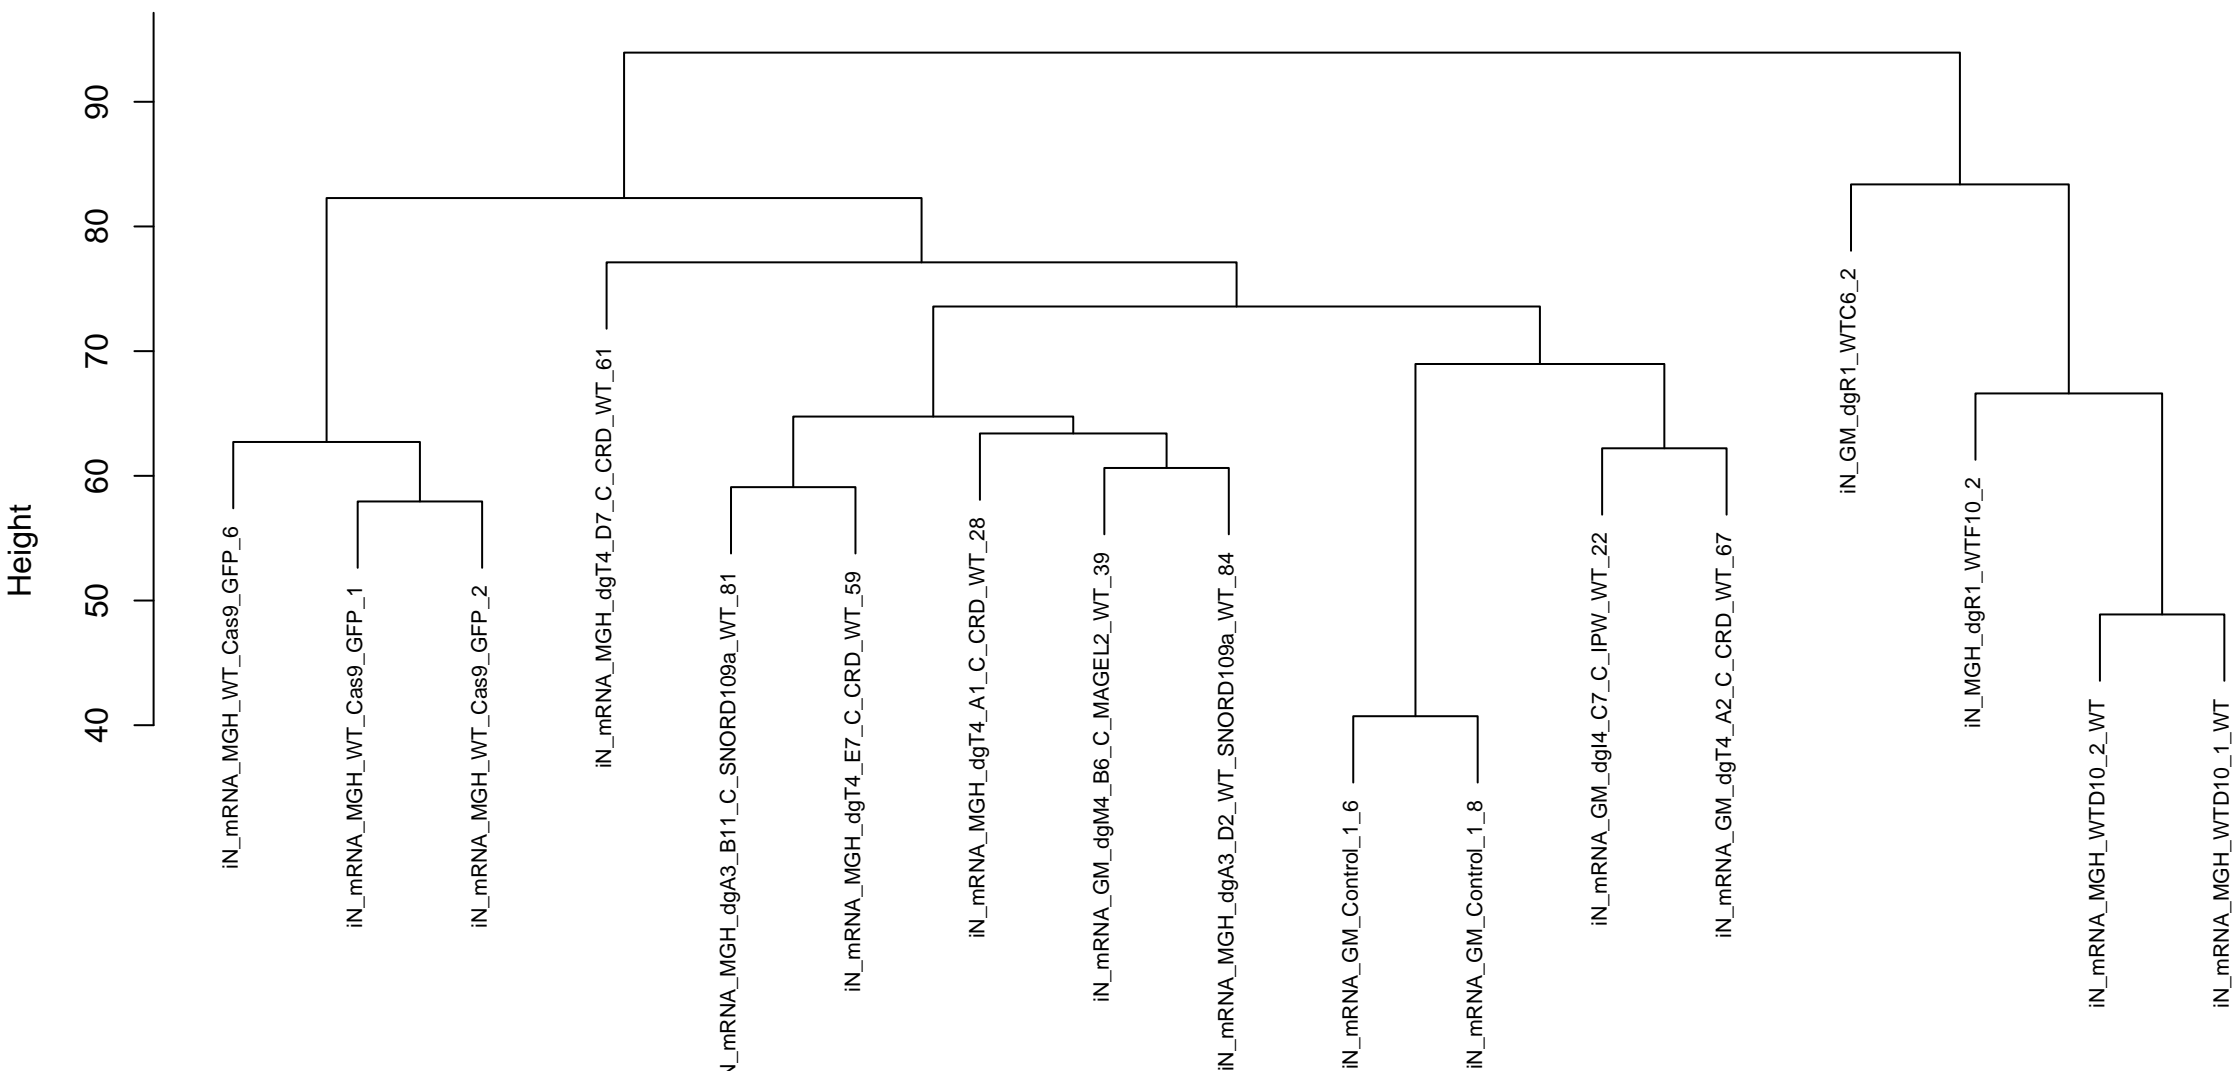 Height
90
80
70
60
50
40
iN_mRNA_MGH_WT_Cas9_GFP_6
iN_mRNA_MGH_WT_Cas9_GFP_1
iN_mRNA_MGH_WT_Cas9_GFP_2
iN_mRNA_MGH_dgT4_D7_C_CRD_WT_61
N_mRNA_MGH_dgA3_B11_C_SNORD109a_WT_81
iN_mRNA_MGH_dgT4_E7_C_CRD_WT_59
iN_mRNA_MGH_dgT4_A1_C_CRD_WT_28
iN_mRNA_GM_dgM4_B6_C_MAGEL2_WT_39
iN_mRNA_MGH_dgA3_D2_WT_SNORD109a_WT_84
iN_mRNA_GM_Control_1_6
iN_mRNA_GM_Control_1_8
iN_mRNA_GM_dgI4_C7_C_IPW_WT_22
iN_mRNA_GM_dgT4_A2_C_CRD_WT_67
iN_GM_dgR1_WTC6_2
iN_MGH_dgR1_WTF10_2
iN_mRNA_MGH_WTD10_2_WT
iN_mRNA_MGH_WTD10_1_WT